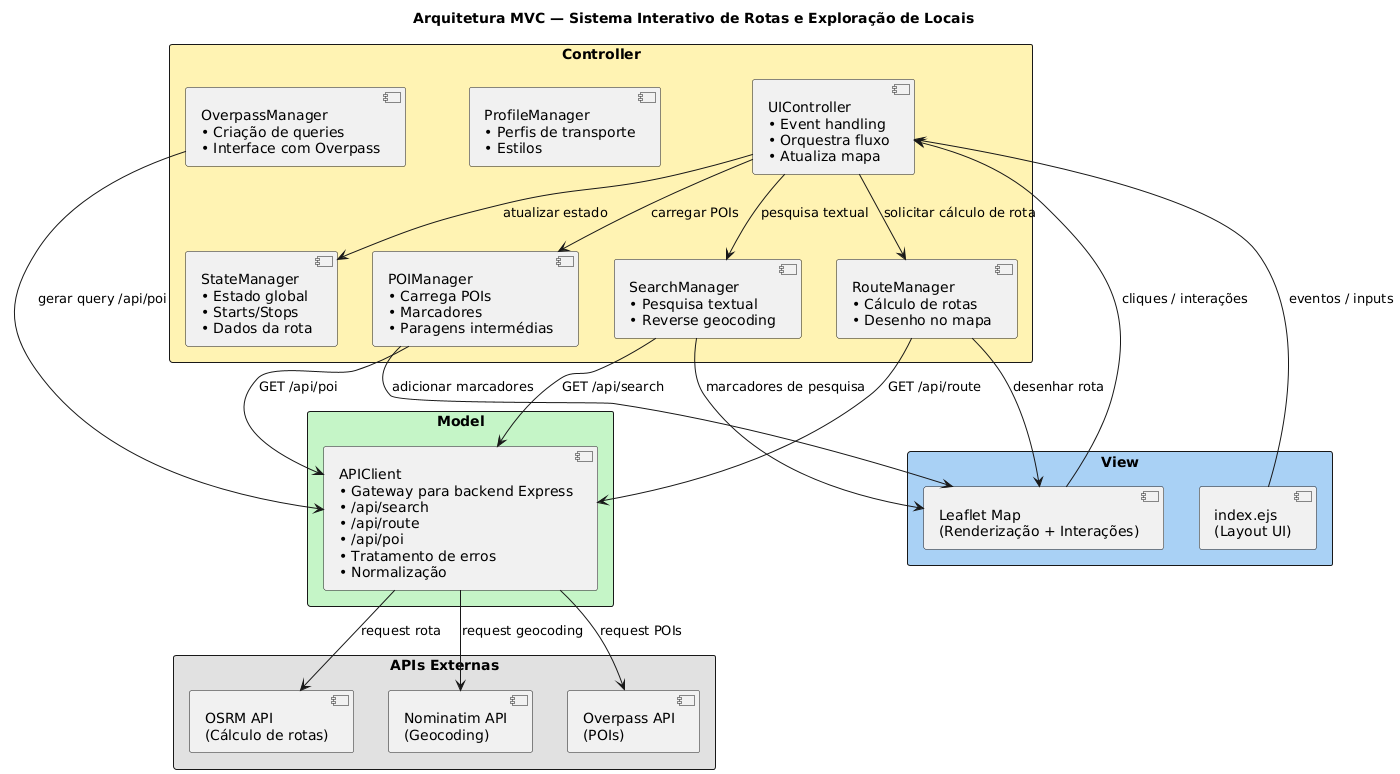 Arquitetura MVC — Sistema Interativo de Rotas e Exploração de Locais
Controller
OverpassManager
• Criação de queries
• Interface com Overpass
ProfileManager
• Perfis de transporte
• Estilos
UIController
• Event handling
• Orquestra fluxo
• Atualiza mapa
atualizar estado
carregar POIs
pesquisa textual
solicitar cálculo de rota
StateManager
• Estado global
• Starts/Stops
• Dados da rota
POIManager
• Carrega POIs
• Marcadores
• Paragens intermédias
SearchManager
• Pesquisa textual
• Reverse geocoding
RouteManager
• Cálculo de rotas
• Desenho no mapa
gerar query /api/poi
cliques / interações
eventos / inputs
GET /api/poi
adicionar marcadores
GET /api/search
marcadores de pesquisa
GET /api/route
desenhar rota
Model
APIClient
• Gateway para backend Express
• /api/search
• /api/route
• /api/poi
• Tratamento de erros
• Normalização
View
Leaflet Map
(Renderização + Interações)
index.ejs
(Layout UI)
request rota
request geocoding
request POIs
APIs Externas
OSRM API
(Cálculo de rotas)
Nominatim API
(Geocoding)
Overpass API
(POIs)